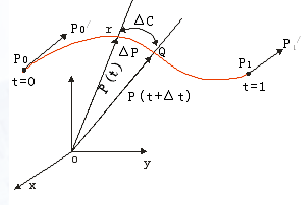 ΔC
P₀′
r
P₀
ΔP
Q
P₁′
t=0
P(t)
P₁
P(t+Δt)
t=1
0
y
x